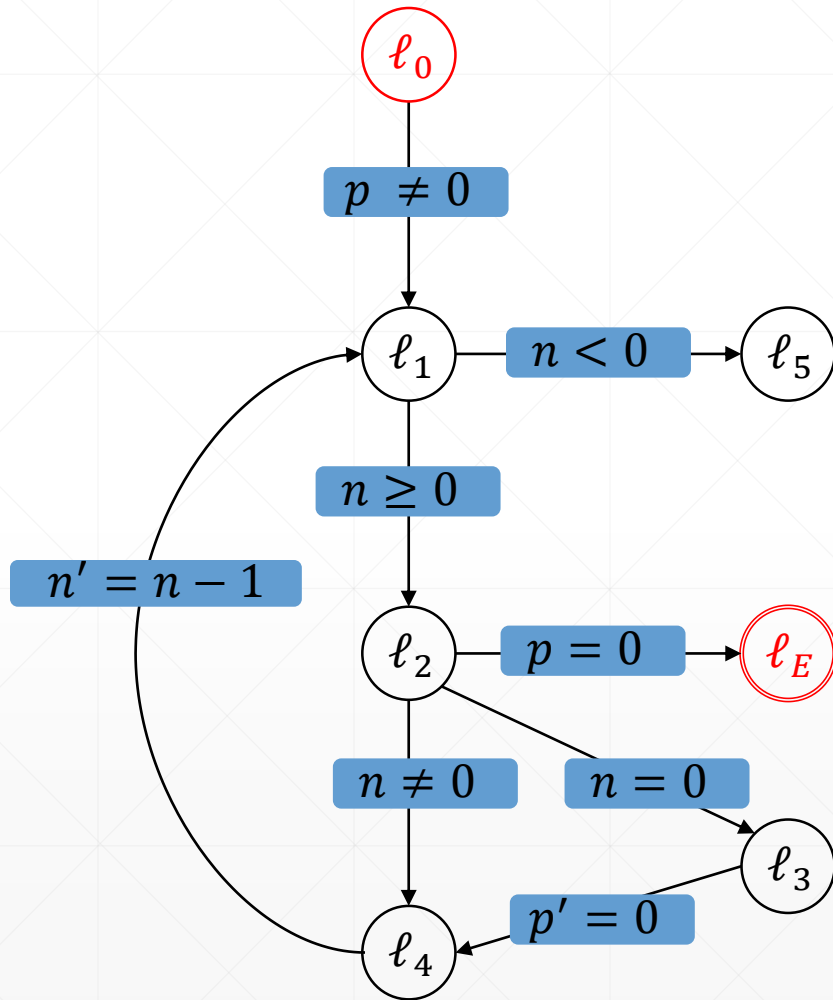 ℓ0
p ≠ 0
ℓ1
n < 0
ℓ5
n ≥ 0
n′ = n − 1
ℓ2
p = 0
ℓE
n ≠ 0
n = 0
ℓ3
p′ = 0
ℓ4